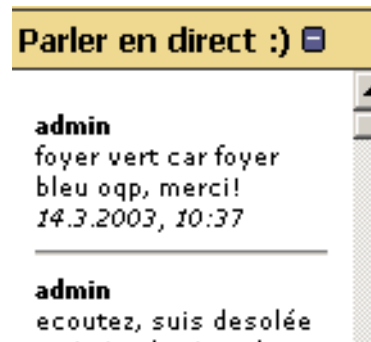 Parler en direct :)
admin
foyer vert car foyer
bleu oqp, merci!
14.3.2003, 10:37
admin
ecoutez, suis desolée